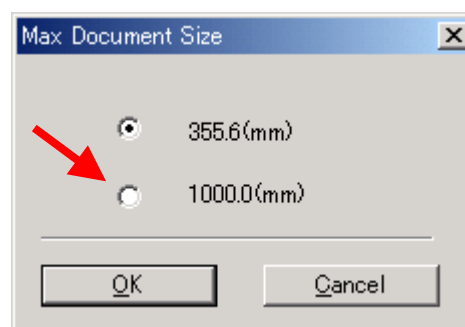 Max Document Size
355.6(mm)
1000.0(mm)
OK
Cancel